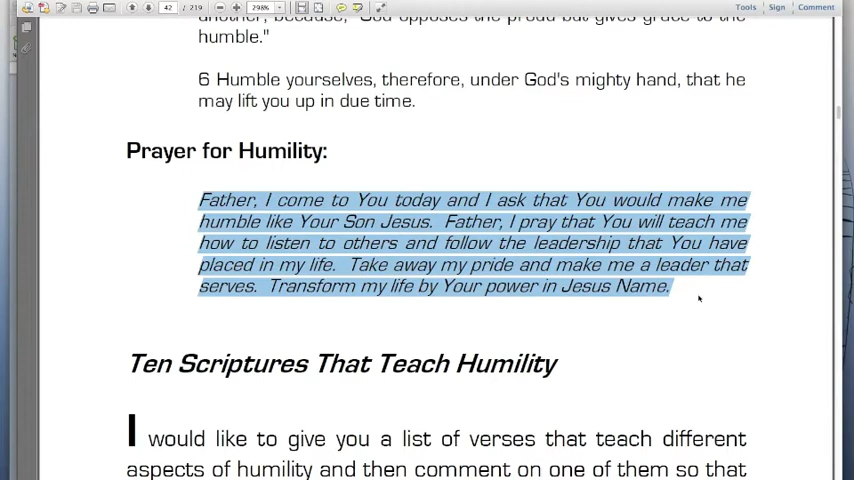 42 / 219
298%
Tools Sign Comment
another, because, "God opposes the proud but gives grace to the
humble."
6 Humble yourselves, therefore, under God's mighty hand, that he
may lift you up in due time.
Prayer for Humility:
Father, I come to You today and I ask that You would make me
humble like Your Son Jesus. Father, I pray that You will teach me
how to listen to others and follow the leadership that You have
placed in my life. Take away my pride and make me a leader that
serves. Transform my life by Your power in Jesus Name.
Ten Scriptures That Teach Humility
I would like to give you a list of verses that teach different
aspects of humility and then comment on one of them so that